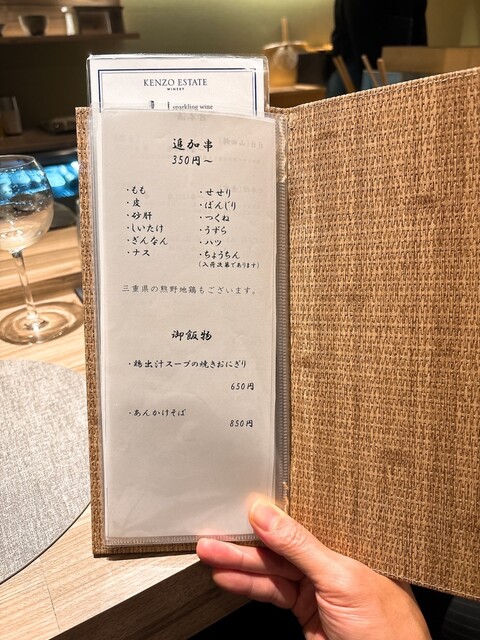 KENZO ESTATE
WINERY
sparkling wine
追加串
350円～
・もも
・皮
・砂肝
・しいたけ
・ぎんなん
・ナス
・せせり
・ぼんじり
・つくね
・うずら
・ハツ
・ちょうちん
(入荷次第であります)
三重県の熊野地鶏もございます。
御飯物
・鶏出汁スープの焼きおにぎり
650円
・あんかけそば
850円